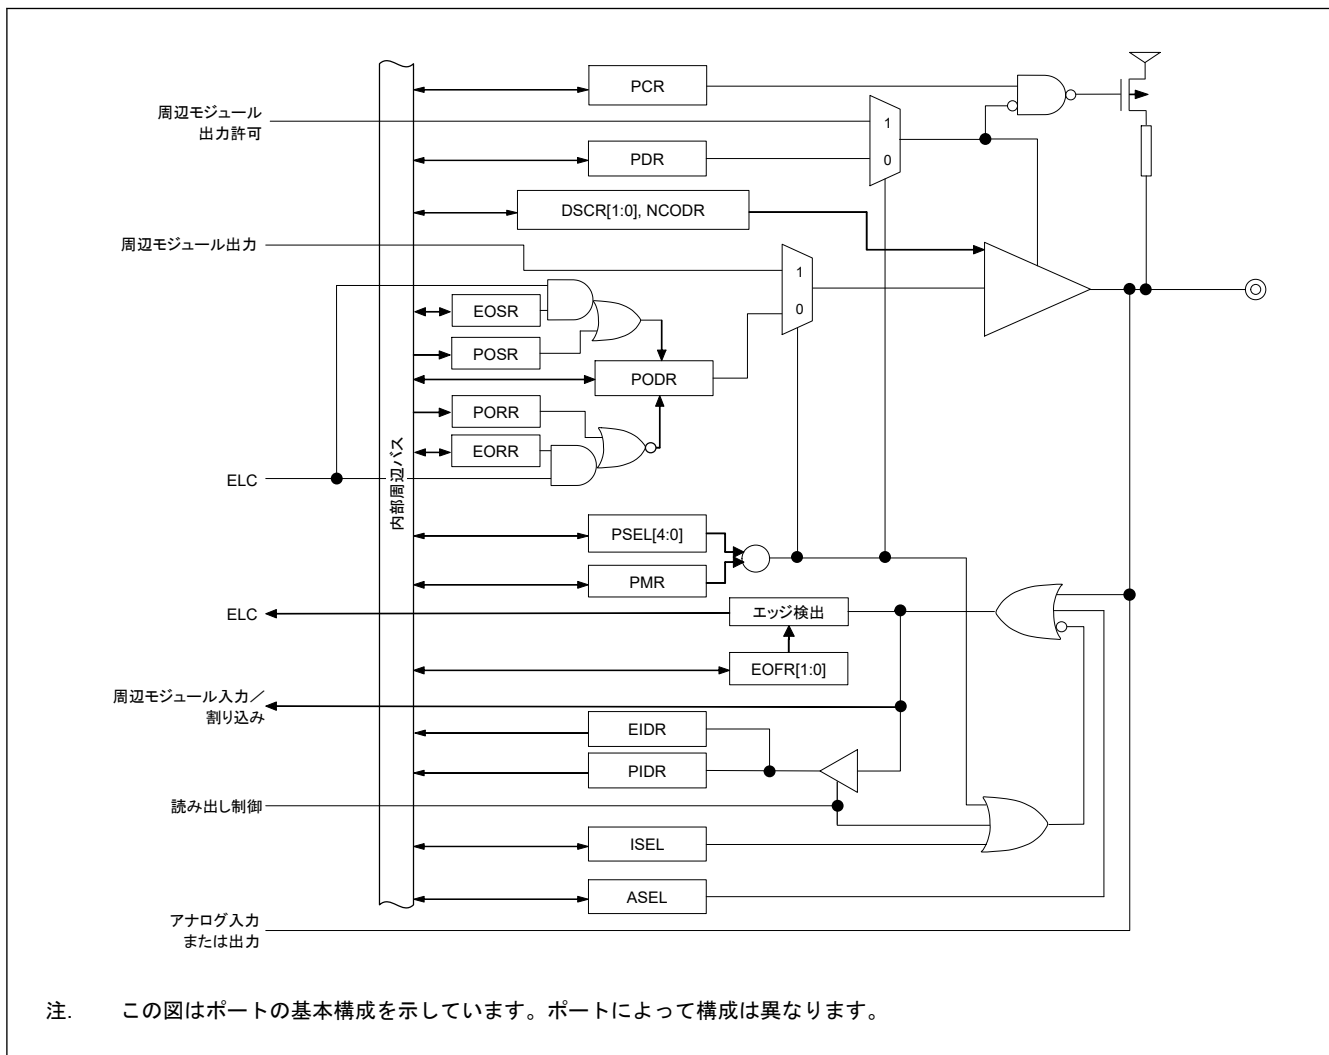 PCR
周辺モジュール
出力許可
1
PDR
0
DSCR[1:0], NCODR
周辺モジュール出力
1
EOSR
0
POSR
PODR
PORR
EORR
ELC
内部周辺バス
PSEL[4:0]
PMR
ELC
エッジ検出
EOFR[1:0]
周辺モジュール入力／
割り込み
EIDR
PIDR
読み出し制御
ISEL
ASEL
アナログ入力
または出力
注. この図はポートの基本構成を示しています。ポートによって構成は異なります。